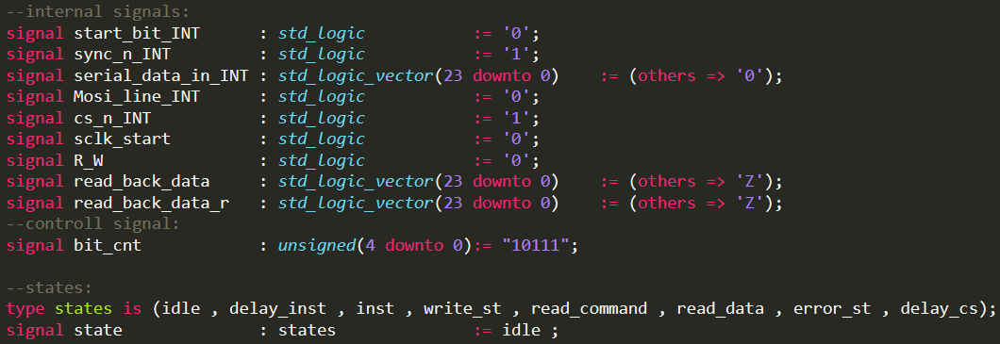 --internal signals:
signal start_bit_INT : std_logic := '0';
signal sync_n_INT : std_logic := '1';
signal serial_data_in_INT : std_logic_vector(23 downto 0) := (others => '0');
signal Mosi_line_INT : std_logic := '0';
signal cs_n_INT : std_logic := '1';
signal sclk_start : std_logic := '0';
signal R_W : std_logic := '0';
signal read_back_data : std_logic_vector(23 downto 0) := (others => 'Z');
signal read_back_data_r : std_logic_vector(23 downto 0) := (others => 'Z');
--controll signal:
signal bit_cnt : unsigned(4 downto 0):= "10111";
--states:
type states is (idle , delay_inst , inst , write_st , read_command , read_data , error_st , delay_cs);
signal state : states := idle ;